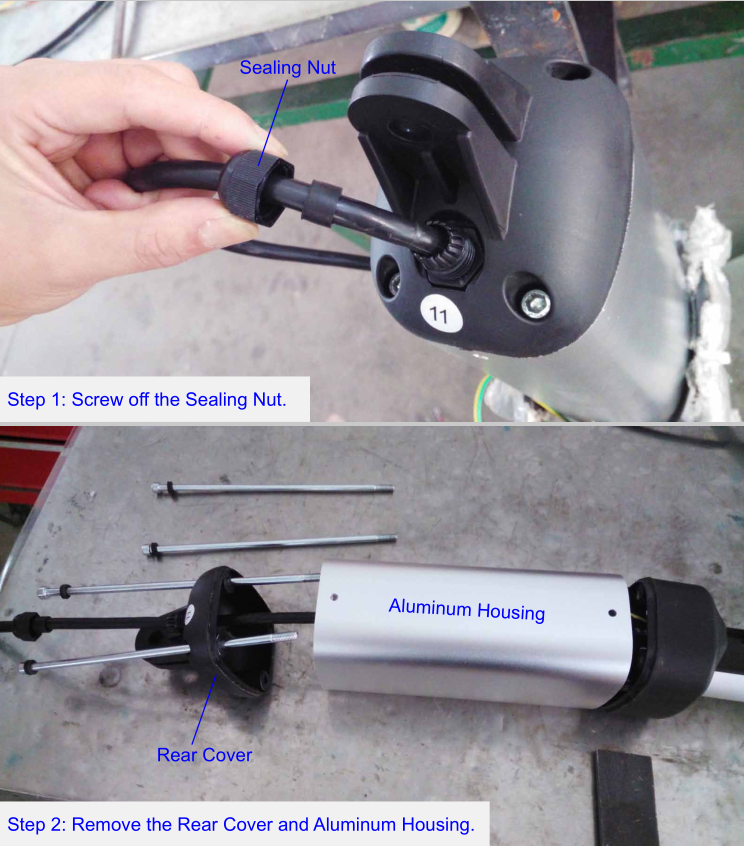 Sealing Nut
11
Step 1: Screw off the Sealing Nut.
Aluminum Housing
Rear Cover
Step 2: Remove the Rear Cover and Aluminum Housing.